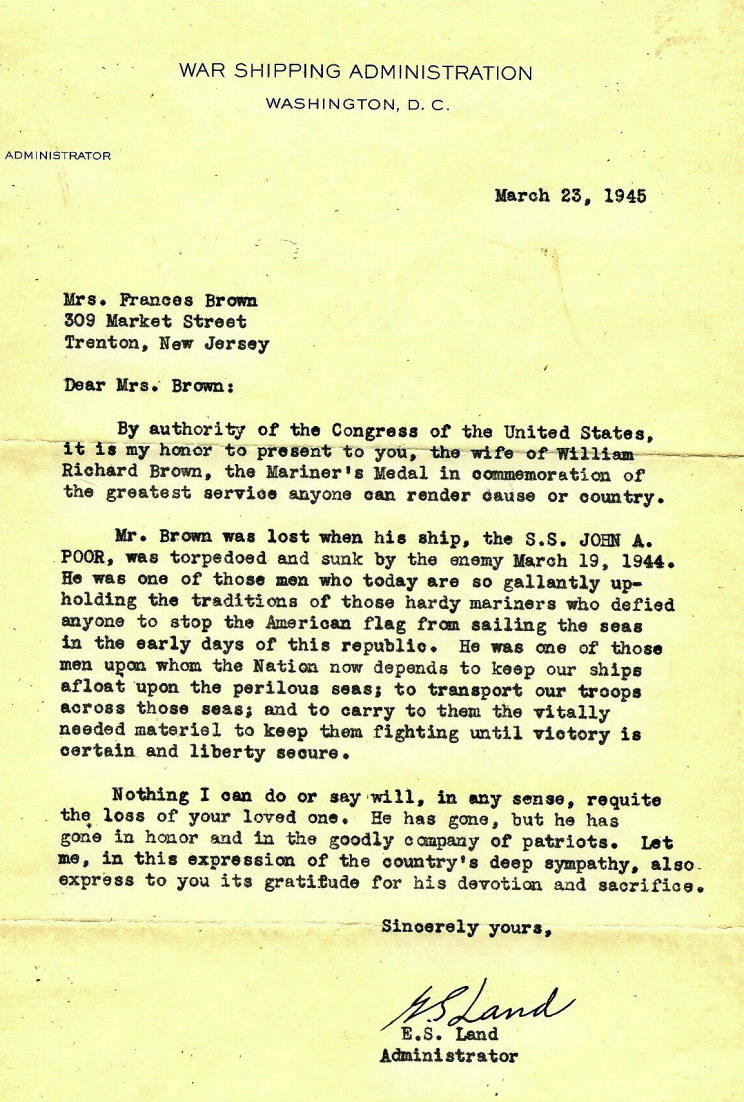 WAR SHIPPING ADMINISTRATION
WASHINGTON, D. C.
ADMINISTRATOR
March 23, 1945
Mrs. Frances Brown
309 Market Street
Trenton, New Jersey
Dear Mrs. Brown:
By authority of the Congress of the United States,
it is my honor to present to you, the wife of William
Richard Brown, the Mariner's Medal in commemoration of
the greatest service anyone can render cause or country.
Mr. Brown was lost when his ship, the S.S. JOHN A.
POOR, was torpedoed and sunk by the enemy March 19, 1944.
He was one of those men who today are so gallantly up-
holding the traditions of those hardy mariners who defied
anyone to stop the American flag from sailing the seas
in the early days of this republic. He was one of those
men upon whom the Nation now depends to keep our ships
afloat upon the perilous seas; to transport our troops
across those seas; and to carry to them the vitally
needed materiel to keep them fighting until victory is
certain and liberty secure.
Nothing I can do or say will, in any sense, requite
the loss of your loved one. He has gone, but he has
gone in honor and in the goodly company of patriots. Let
me, in this expression of the country's deep sympathy, also
express to you its gratitude for his devotion and sacrifice.
Sincerely yours,
E S Land
E.S. Land
Administrator